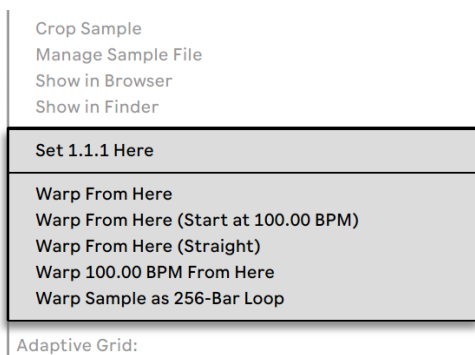 Crop Sample
Manage Sample File
Show in Browser
Show in Finder
Set 1.1.1 Here
Warp From Here
Warp From Here (Start at 100.00 BPM)
Warp From Here (Straight)
Warp 100.00 BPM From Here
Warp Sample as 256-Bar Loop
Adaptive Grid: